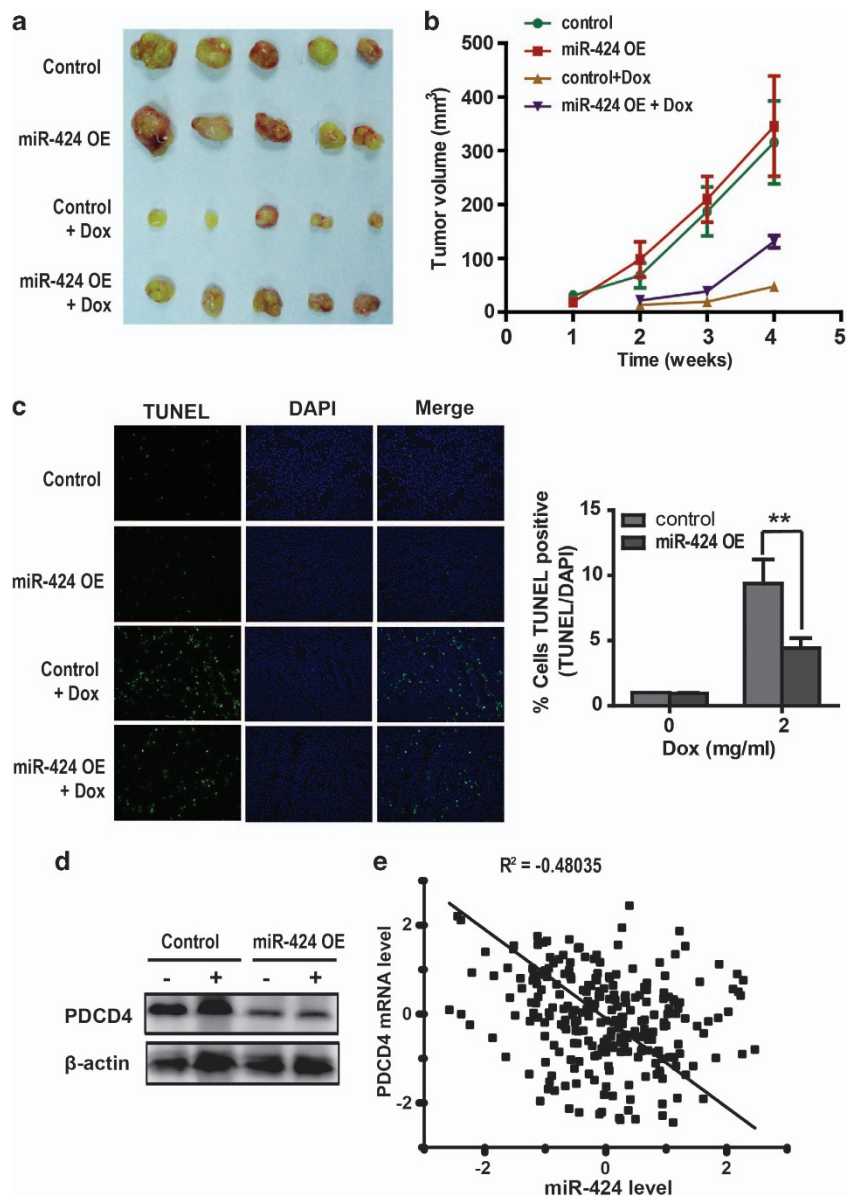 a
Control
miR-424 OE
Control
+ Dox
miR-424 OE
+ Dox
b
control
miR-424 OE
control+Dox
miR-424 OE + Dox
500
400
300
200
100
0
Tumor volume (mm³)
0 1 2 3 4 5
Time (weeks)
c
TUNEL DAPI Merge
Control
miR-424 OE
Control
+ Dox
miR-424 OE
+ Dox
control
miR-424 OE
**
15
10
5
0
% Cells TUNEL positive
(TUNEL/DAPI)
0 2
Dox (mg/ml)
d
Control miR-424 OE
- + - +
PDCD4
β-actin
e
R² = -0.48035
2
0
-2
PDCD4 mRNA level
-2 0 2
miR-424 level